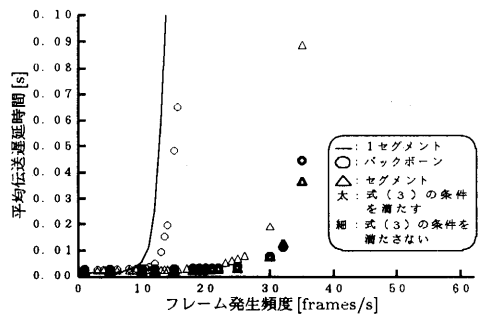 0. 10
0. 09
0. 08
0. 07
0. 06
0. 05
0. 04
0. 03
0. 02
0. 01
0. 00
平均伝送遅延時間[s]
0 10 20 30 40 50 60
フレーム発生頻度[frames/s]
—: 1セグメント
○: バックボーン
△: セグメント
太: 式(3)の条件
を満たす
細: 式(3)の条件を
満たさない